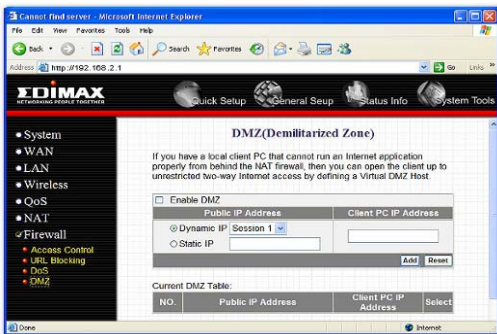 Cannot find server - Microsoft Internet Explorer
File Edit View Favorites Tools Help
Back Search Favorites
Address http://192.168.2.1 Go Links »
EDIMAX
NETWORKING PEOPLE TOGETHER
Quick Setup General Seup Status Info System Tools
System
WAN
LAN
Wireless
QoS
NAT
Firewall
Access Control
URL Blocking
DoS
DMZ
DMZ(Demilitarized Zone)
If you have a local client PC that cannot run an Internet application
properly from behind the NAT firewall, then you can open the client up to
unrestricted two-way Internet access by defining a Virtual DMZ Host.
Enable DMZ
Public IP Address Client PC IP Address
Dynamic IP Session 1
Static IP
Add Reset
Current DMZ Table:
NO. Public IP Address Client PC IP Address Select
Done Internet